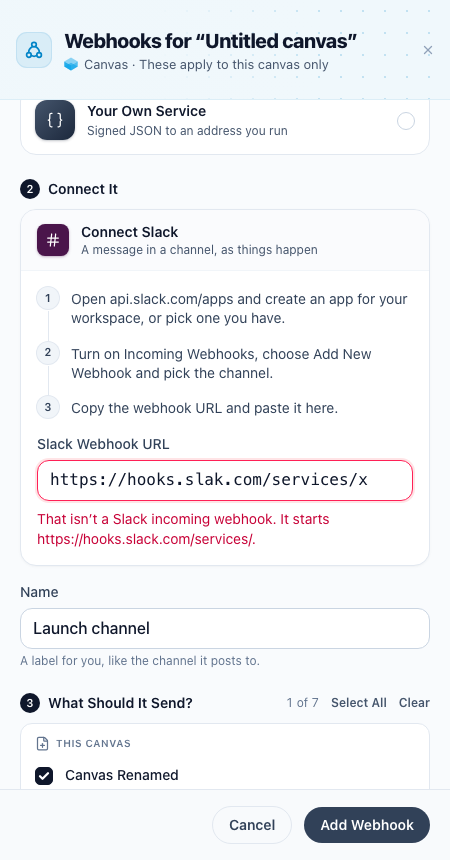 Webhooks for “Untitled canvas”
Canvas · These apply to this canvas only
{ }
Your Own Service
Signed JSON to an address you run
2 Connect It
Connect Slack
A message in a channel, as things happen
1 Open api.slack.com/apps and create an app for your
workspace, or pick one you have.
2 Turn on Incoming Webhooks, choose Add New
Webhook and pick the channel.
3 Copy the webhook URL and paste it here.
Slack Webhook URL
https://hooks.slak.com/services/x
That isn’t a Slack incoming webhook. It starts
https://hooks.slack.com/services/.
Name
Launch channel
A label for you, like the channel it posts to.
3 What Should It Send? 1 of 7 Select All Clear
THIS CANVAS
Canvas Renamed
Cancel Add Webhook